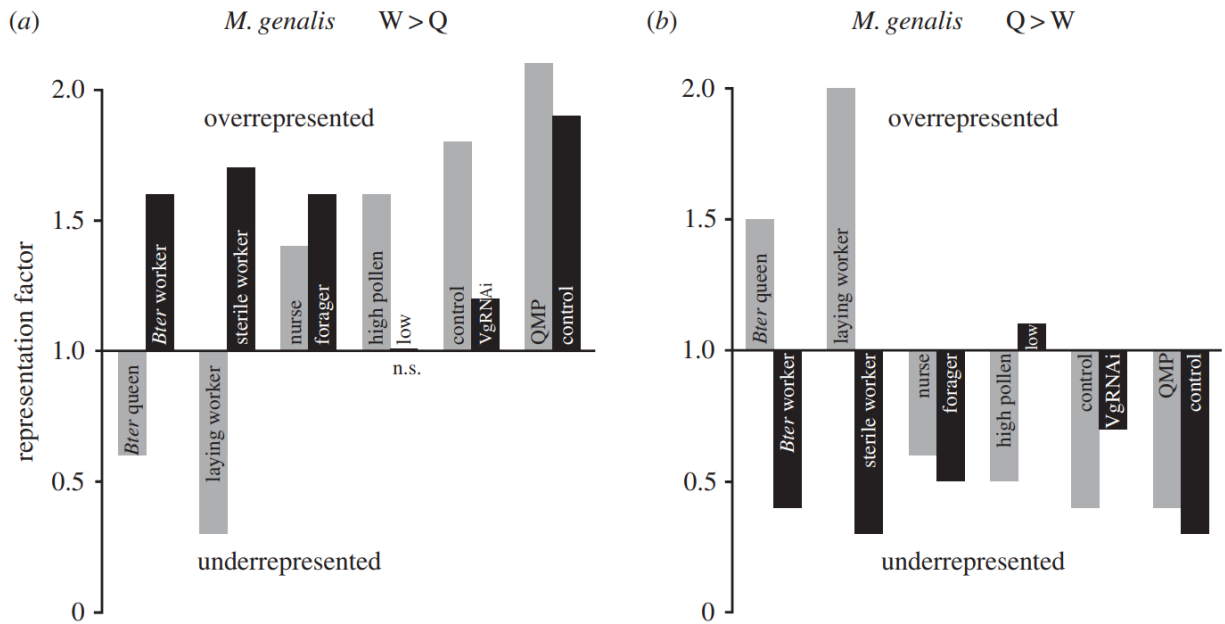 (a) M. genalis W > Q
2.0
overrepresented
1.5
1.0
0.5
0
representation factor
underrepresented
Bter queen
Bter worker
laying worker
sterile worker
nurse
forager
high pollen
low
n.s.
control
VgRNAi
QMP
control
(b) M. genalis Q > W
2.0
overrepresented
1.5
1.0
0.5
0
underrepresented
Bter queen
Bter worker
laying worker
sterile worker
nurse
forager
high pollen
low
control
VgRNAi
QMP
control